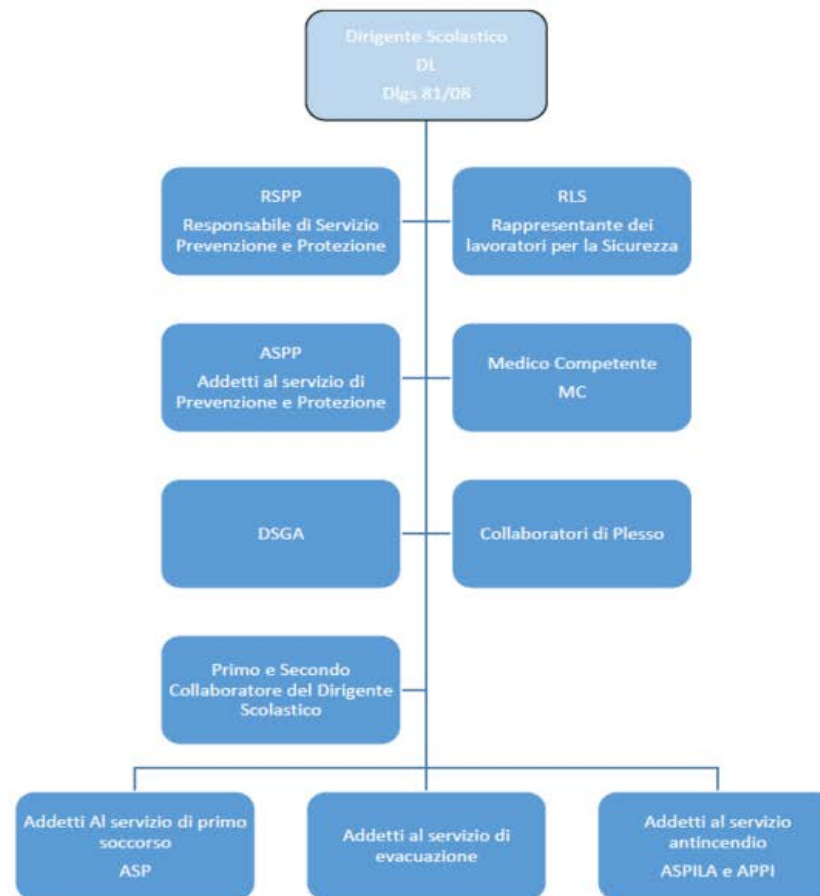 Dirigente Scolastico
DL
Dlgs 81/08
RSPP
Responsabile di Servizio
Prevenzione e Protezione
RLS
Rappresentante dei
lavoratori per la Sicurezza
ASPP
Addetti al servizio di
Prevenzione e Protezione
Medico Competente
MC
DSGA
Collaboratori di Plesso
Primo e Secondo
Collaboratore del Dirigente
Scolastico
Addetti Al servizio di primo
soccorso
ASP
Addetti al servizio di
evacuazione
Addetti al servizio
antincendio
ASPILA e APPI